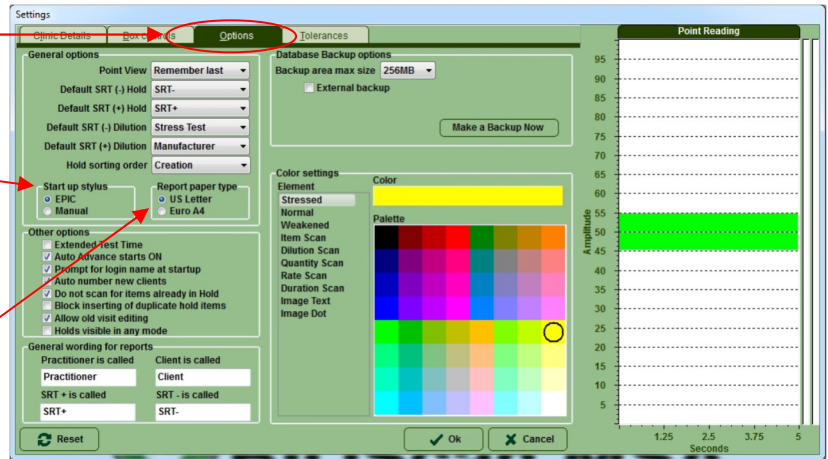 Settings
Clinic Details Box controls Options Tolerances
General options
Point View Remember last
Default SRT (-) Hold SRT-
Default SRT (+) Hold SRT+
Default SRT (-) Dilution Stress Test
Default SRT (+) Dilution Manufacturer
Hold sorting order Creation
Start up stylus
EPIC
Manual
Report paper type
US Letter
Euro A4
Other options
Extended Test Time
Auto Advance starts ON
Prompt for login name at startup
Auto number new clients
Do not scan for items already in Hold
Block inserting of duplicate hold items
Allow old visit editing
Holds visible in any mode
General wording for reports
Practitioner is called Client is called
Practitioner Client
SRT + is called SRT - is called
SRT+ SRT-
Reset
Database Backup options
Backup area max size 256MB
External backup
Make a Backup Now
Color settings
Element
Stressed
Normal
Weakened
Item Scan
Dilution Scan
Quantity Scan
Rate Scan
Duration Scan
Image Text
Image Dot
Color
Palette
Ok Cancel
Point Reading
Amplitude
95
90
85
80
75
70
65
60
55
50
45
40
35
30
25
20
15
10
5
1.25 2.5 3.75 5
Seconds